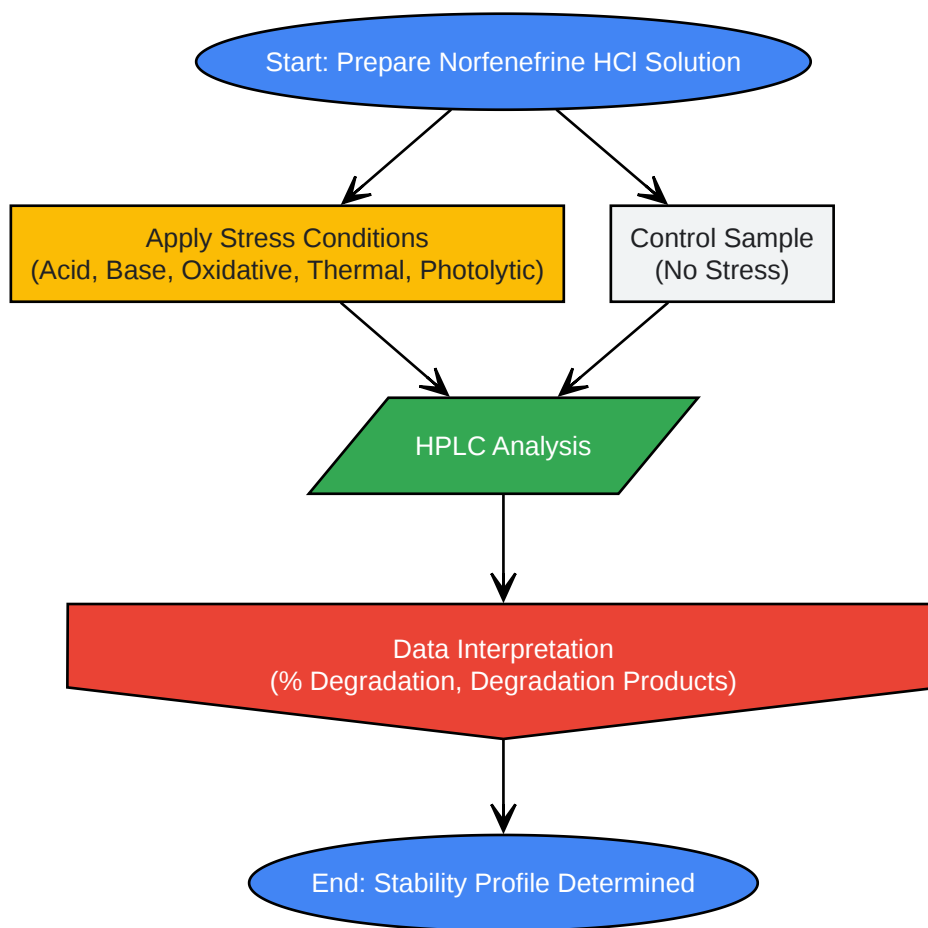 Start: Prepare Norfenefrine HCl Solution
Apply Stress Conditions
(Acid, Base, Oxidative, Thermal, Photolytic)
Control Sample
(No Stress)
HPLC Analysis
Data Interpretation
(% Degradation, Degradation Products)
End: Stability Profile Determined